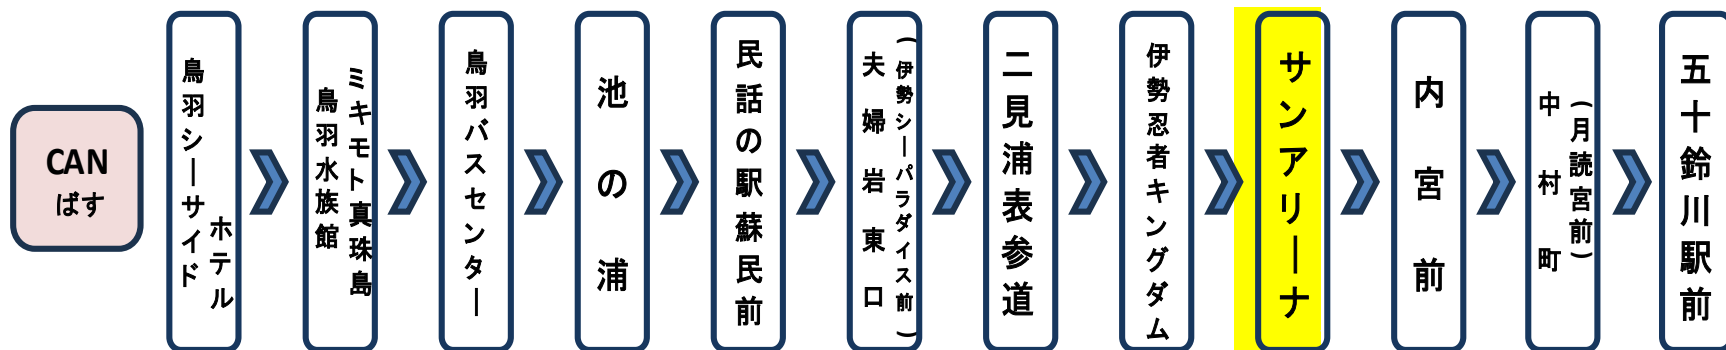 CAN
ばす
鳥羽シーサイド
ホテル
ミキモト真珠島
鳥羽水族館
鳥羽バスセンター
池の浦
民話の駅蘇民前
(伊勢シーパラダイス前)
夫婦岩東口
二見浦表参道
伊勢忍者キングダム
サンアリーナ
内宮前
(月読宮前)
中村町
五十鈴川駅前